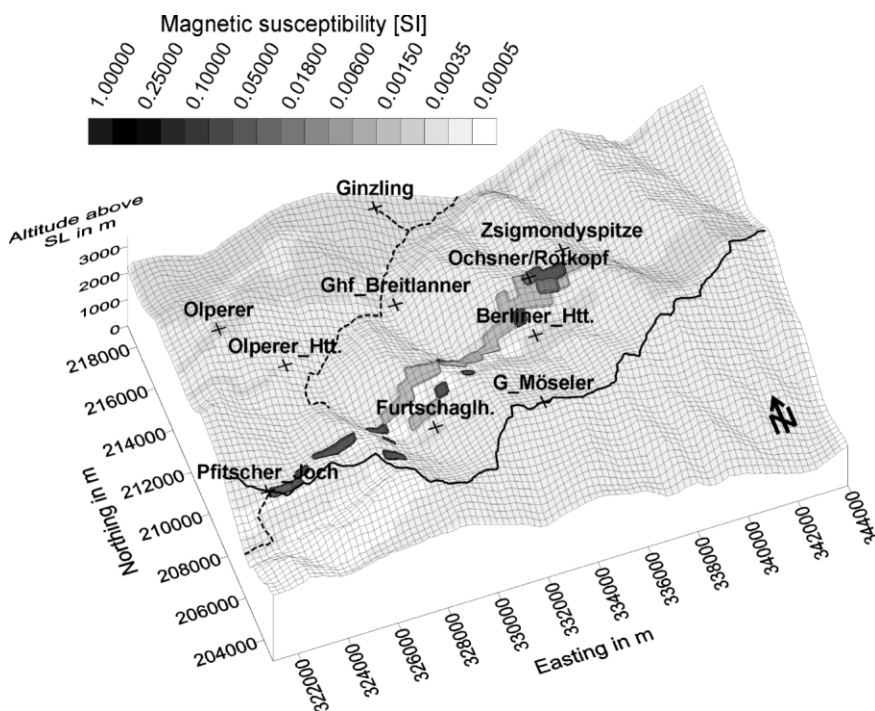 Magnetic susceptibility [SI]
1.00000
0.25000
0.10000
0.05000
0.01800
0.00600
0.00150
0.00035
0.00005
Ginzling
Altitude above
SL in m
Zsigmondyspitze
Ochsner/Rotkopf
3000
2000
1000
0
Ghf_Breitlanner
Olperer
Berliner_Htt.
Olperer_Htt.
218000
216000
214000
212000
210000
208000
206000
204000
Northing in m
G_Möseler
Furtschaglh.
Pfitscher_Joch
N
322000
324000
326000
328000
330000
332000
334000
336000
338000
340000
342000
344000
Easting in m